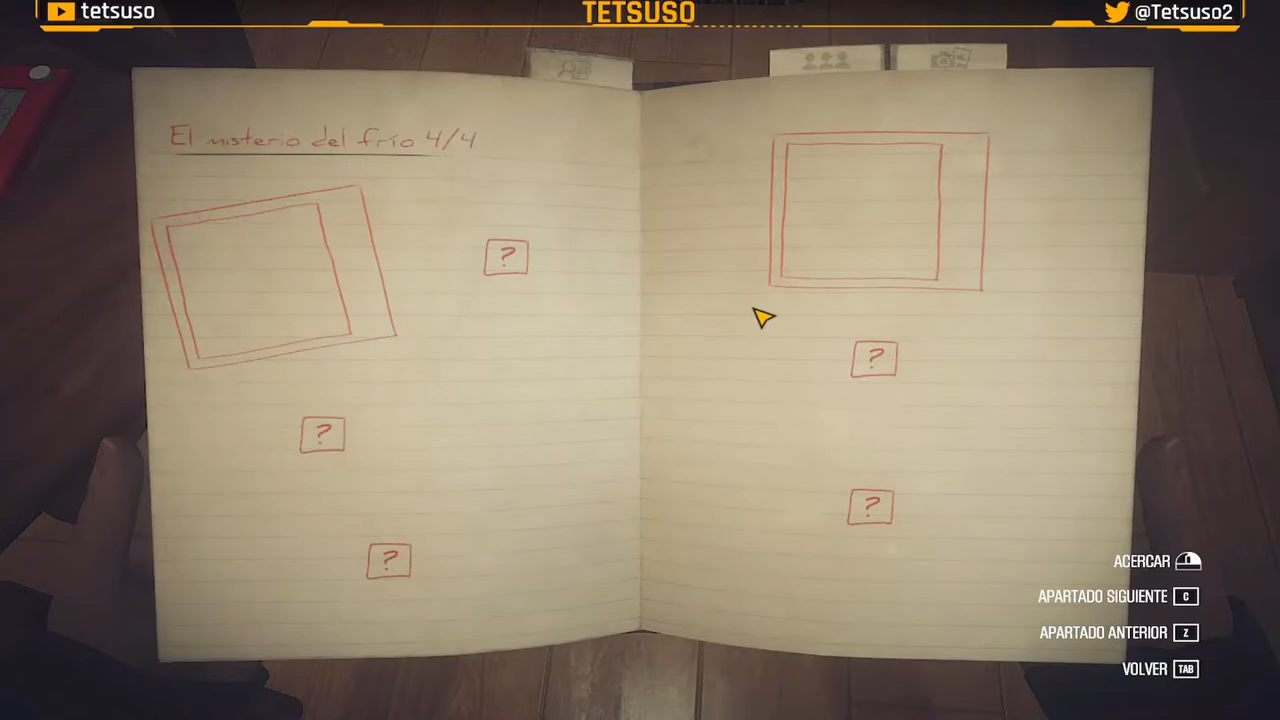 tetsuso
TETSUSO
@Tetsuso2
El misterio del frío 4/4
?
?
?
?
?
ACERCAR
APARTADO SIGUIENTE C
APARTADO ANTERIOR Z
VOLVER TAB